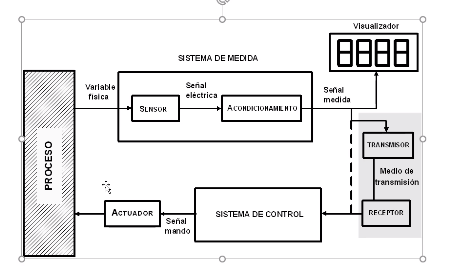 Visualizador
8888
SISTEMA DE MEDIDA
Variable
física
Señal
eléctrica
SENSOR
ACONDICIONAMIENTO
Señal
medida
PROCESO
TRANSMISOR
Medio de
transmisión
RECEPTOR
ACTUADOR
Señal
mando
SISTEMA DE CONTROL